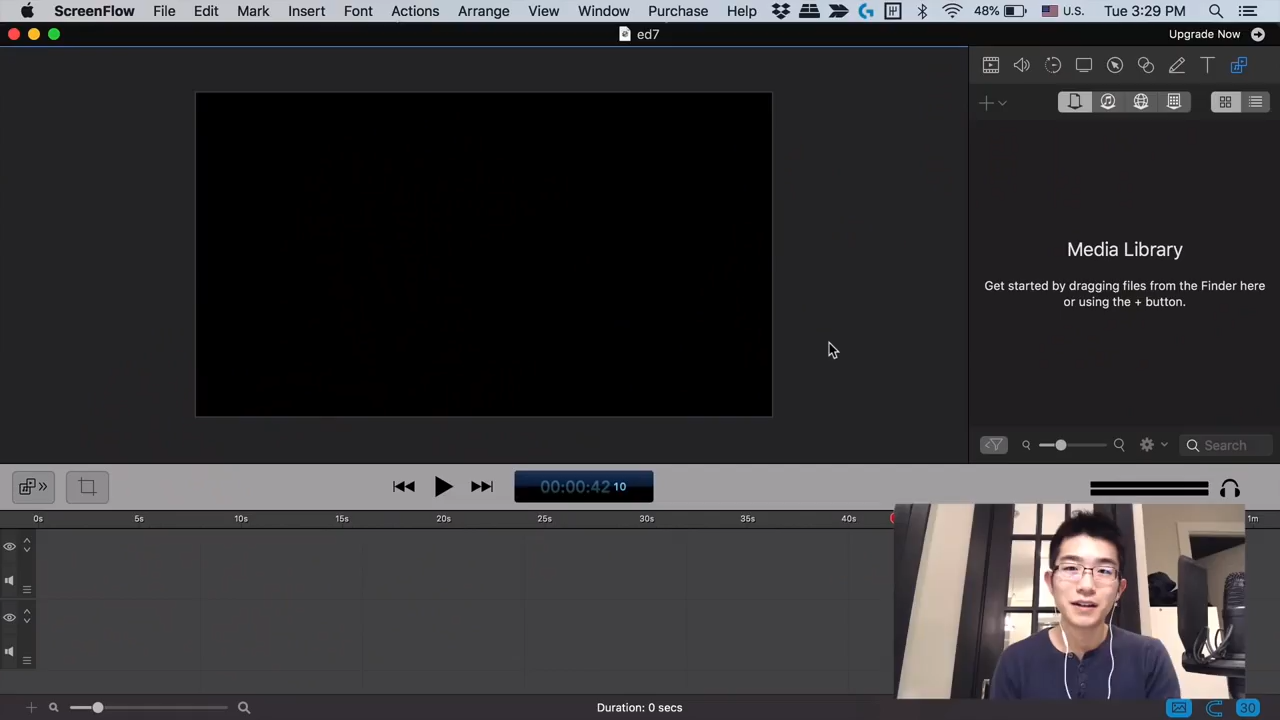 ScreenFlow File Edit Mark Insert Font Actions Arrange View Window Purchase Help 48% U.S. Tue 3:29 PM
ed7 Upgrade Now
T
Media Library
Get started by dragging files from the Finder here
or using the + button.
Search
00:00:42 10
0s 5s 10s 15s 20s 25s 30s 35s 40s 1m
Duration: 0 secs 30